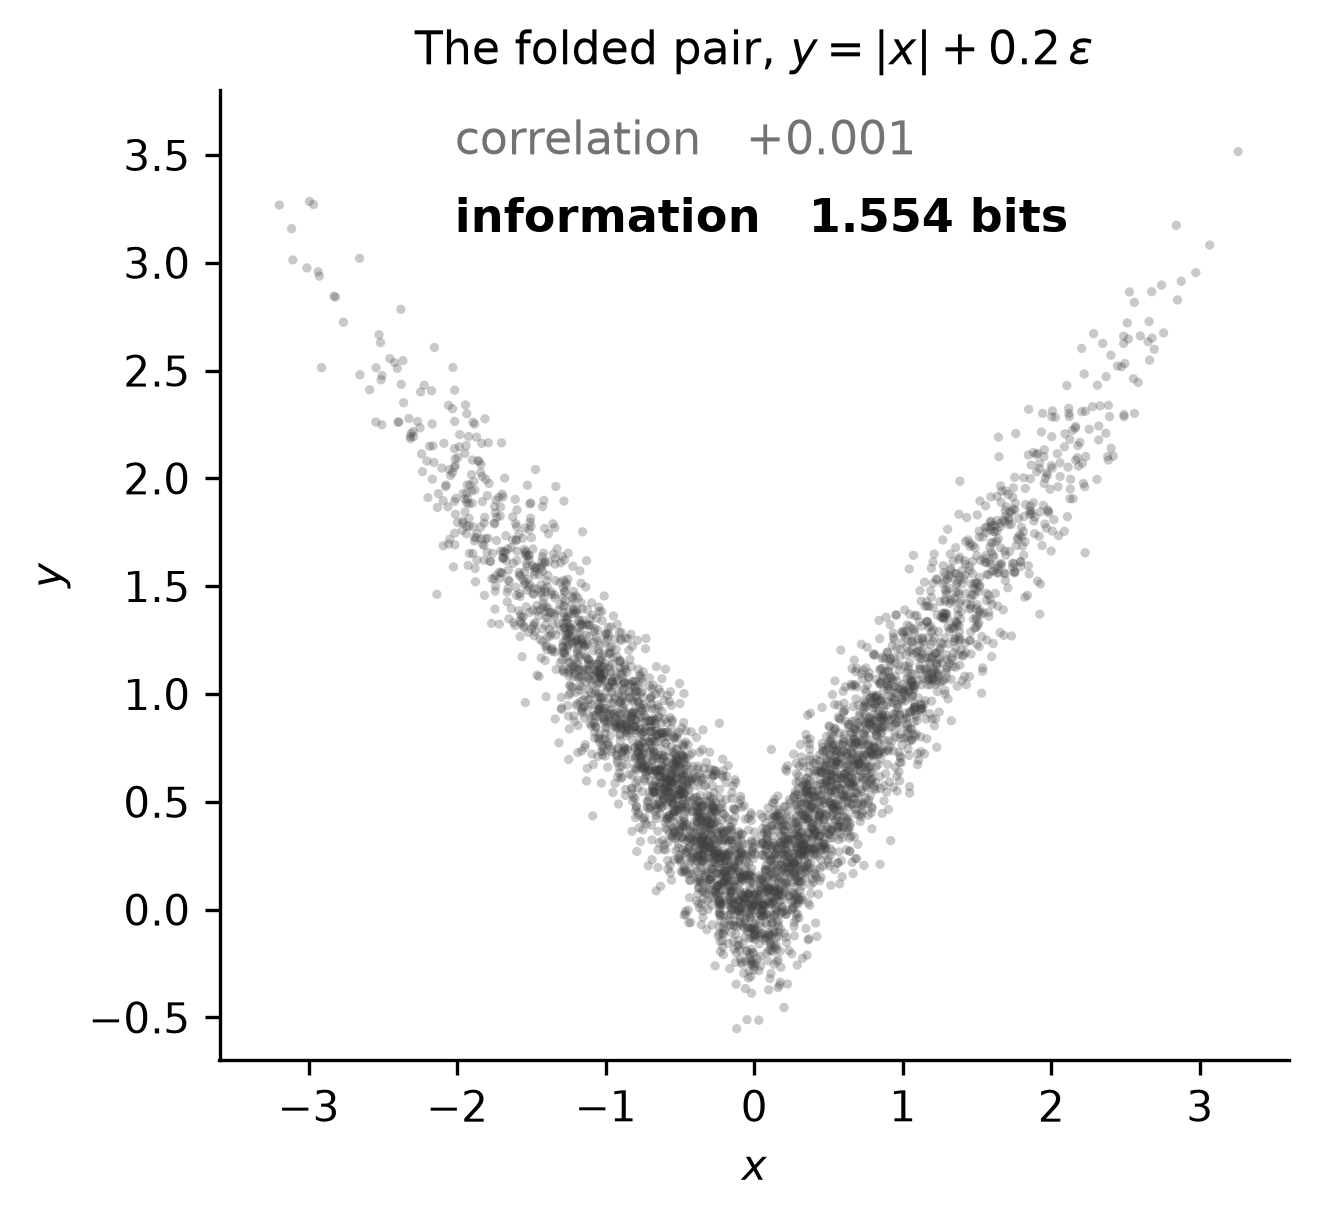 The folded pair, y = |x| + 0.2 ε
correlation +0.001
information 1.554 bits
3.5
3.0
2.5
2.0
1.5
1.0
0.5
0.0
−0.5
y
−3 −2 −1 0 1 2 3
x